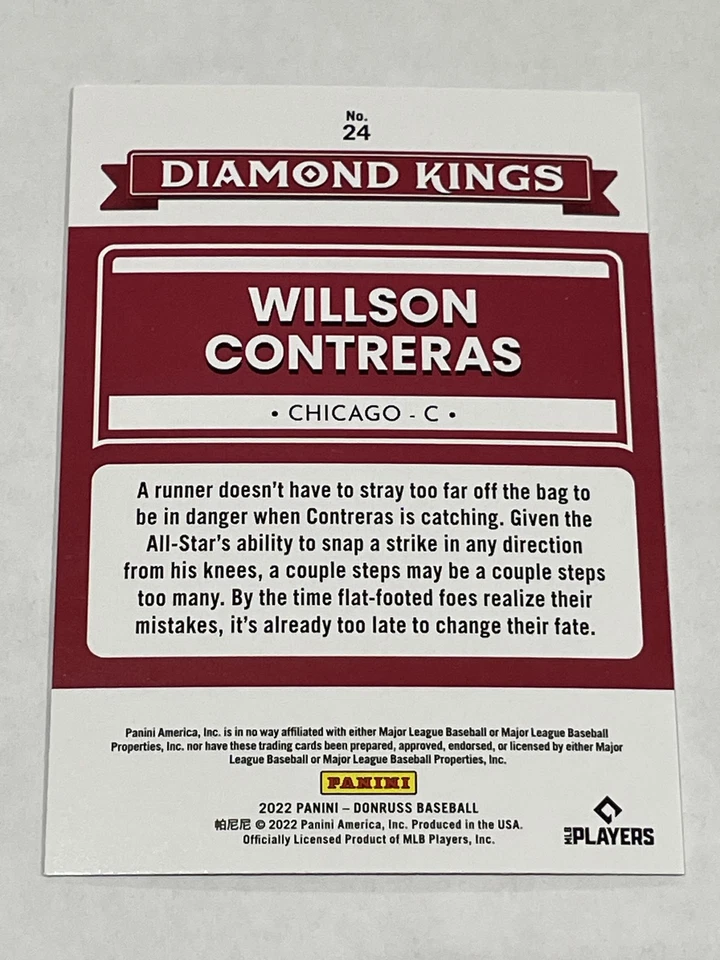 No.
24
DIAMOND KINGS
WILLSON
CONTRERAS
• CHICAGO - C •
A runner doesn't have to stray too far off the bag to
be in danger when Contreras is catching. Given the
All-Star's ability to snap a strike in any direction
from his knees, a couple steps may be a couple steps
too many. By the time flat-footed foes realize their
mistakes, it's already too late to change their fate.
Panini America, Inc. is in no way affiliated with either Major League Baseball or Major League Baseball
Properties, Inc. nor have these trading cards been prepared, approved, endorsed, or licensed by either Major
League Baseball or Major League Baseball Properties, Inc.
PANINI
2022 PANINI – DONRUSS BASEBALL
帕尼尼 © 2022 Panini America, Inc. Produced in the USA.
Officially Licensed Product of MLB Players, Inc.
MLB PLAYERS